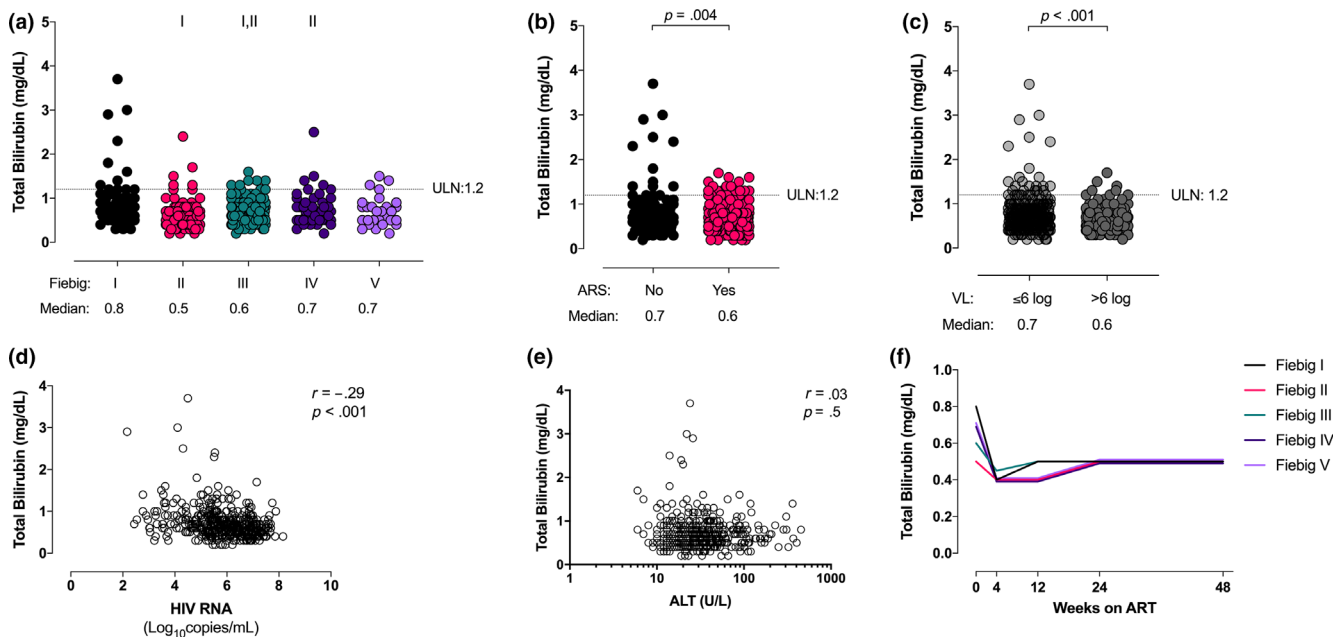 (a)
I
I,II
II
Total Bilirubin (mg/dL)
5
4
3
2
1
0
ULN:1.2
Fiebig: I II III IV V
Median: 0.8 0.5 0.6 0.7 0.7
(b)
p = .004
Total Bilirubin (mg/dL)
5
4
3
2
1
0
ULN:1.2
ARS: No Yes
Median: 0.7 0.6
(c)
p < .001
Total Bilirubin (mg/dL)
5
4
3
2
1
0
ULN: 1.2
VL: ≤6 log >6 log
Median: 0.7 0.6
(d)
r = −.29
p < .001
Total Bilirubin (mg/dL)
4
3
2
1
0
0 2 4 6 8 10
HIV RNA
(Log10copies/mL)
(e)
r = .03
p = .5
Total Bilirubin (mg/dL)
4
3
2
1
0
1 10 100 1000
ALT (U/L)
(f)
Total Bilirubin (mg/dL)
1.0
0.8
0.6
0.4
0.2
0.0
0 4 12 24 48
Weeks on ART
Fiebig I
Fiebig II
Fiebig III
Fiebig IV
Fiebig V